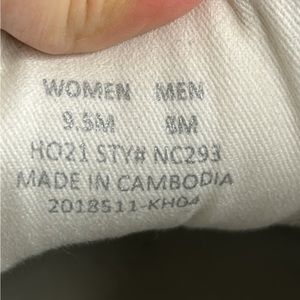 WOMEN MEN
9.5M 8M
HO21 STY# NC293
MADE IN CAMBODIA
2018511-KH04